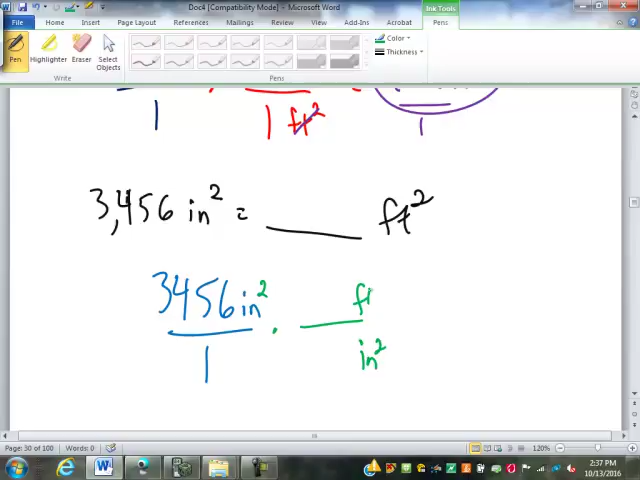 Doc4 [Compatibility Mode] - Microsoft Word
Ink Tools
File Home Insert Page Layout References Mailings Review View Add-Ins Acrobat Pens
Pen Highlighter Eraser Select Objects
Color
Thickness
Write
Pens
1 1 ft² 1
3,456 in² = ____ ft²
3456 in² · ft
1 in²
Page: 30 of 100 Words: 0 120%
2:37 PM
10/13/2016